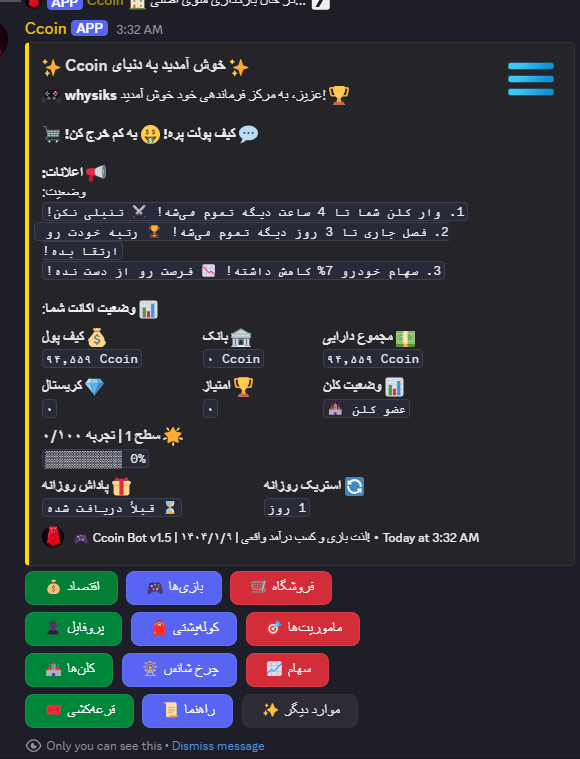 APP Ccoin در حال بارگذاری منوی اصلی...
Ccoin APP 3:32 AM
✨ خوش آمدید به دنیای Ccoin ✨
🎮 whysiks عزیز، به مرکز فرماندهی خود خوش آمدید! 🏆
🛒 کیف پولت پره! 🤑 یه کم خرج کن! 💬
📢 اعلانات:
وضعیت:
1. وار کلن شما تا 4 ساعت دیگه تموم می‌شه! ⚔️ تنبلی نکن!
2. فصل جاری تا 3 روز دیگه تموم می‌شه! 🏆 رتبه خودت رو
ارتقا بده!
3. سهام خودرو 7% کاهش داشته! 📉 فرصت رو از دست نده!
📊 وضعیت اکانت شما:
💰 کیف پول 🏛️ بانک 💵 مجموع دارایی
۹۴,۵۵۹ Ccoin ۰ Ccoin ۹۴,۵۵۹ Ccoin
💎 کریستال 🏆 امتیاز 📊 وضعیت کلن
۰ ۰ 🏰 عضو کلن
🌟 سطح 1 | تجربه ۰/۱۰۰
▒▒▒▒▒▒▒▒▒▒ 0%
🎁 پاداش روزانه 🔄 استریک روزانه
⏳ قبلاً دریافت شده 1 روز
🎮 Ccoin Bot v1.5 | ۱۴۰۴/۱/۹ | لذت بازی و کسب درآمد واقعی! • Today at 3:32 AM
💰 اقتصاد 🎮 بازی‌ها 🛒 فروشگاه
👤 پروفایل 🎒 کوله‌پشتی 🎯 ماموریت‌ها
🏰 کلن‌ها 🎡 چرخ شانس 📈 سهام
🎟️ قرعه‌کشی 📜 راهنما ✨ موارد دیگر
Only you can see this • Dismiss message